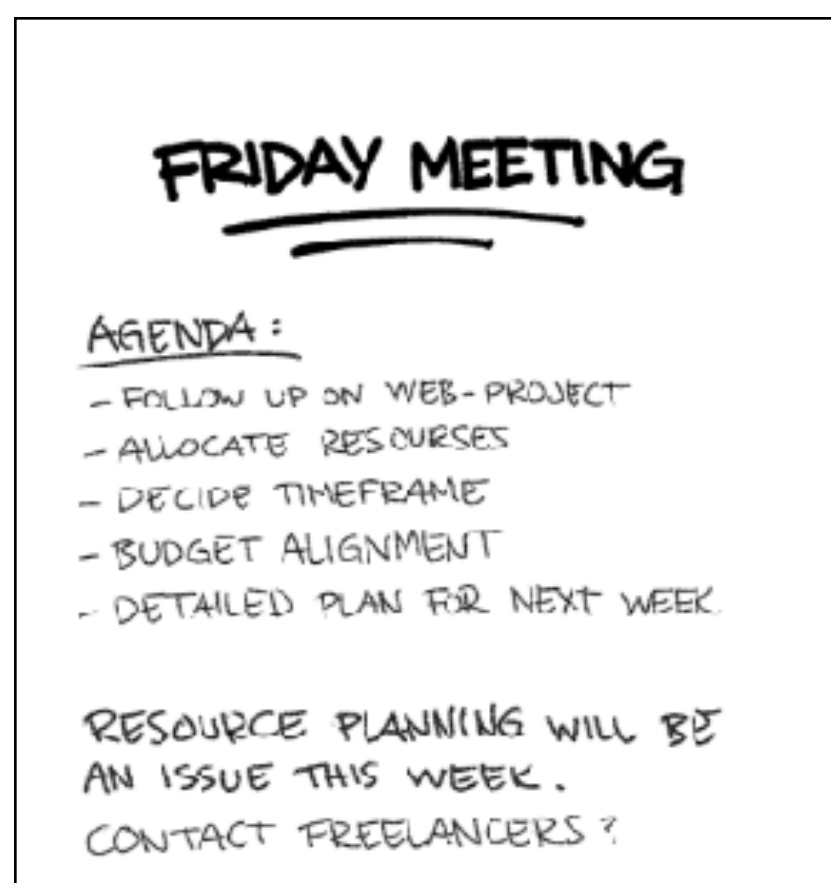 FRIDAY MEETING
AGENDA:
- FOLLOW UP ON WEB-PROJECT
- ALLOCATE RESOURSES
- DECIDE TIMEFRAME
- BUDGET ALIGNMENT
- DETAILED PLAN FOR NEXT WEEK
RESOURCE PLANNING WILL BE
AN ISSUE THIS WEEK.
CONTACT FREELANCERS?